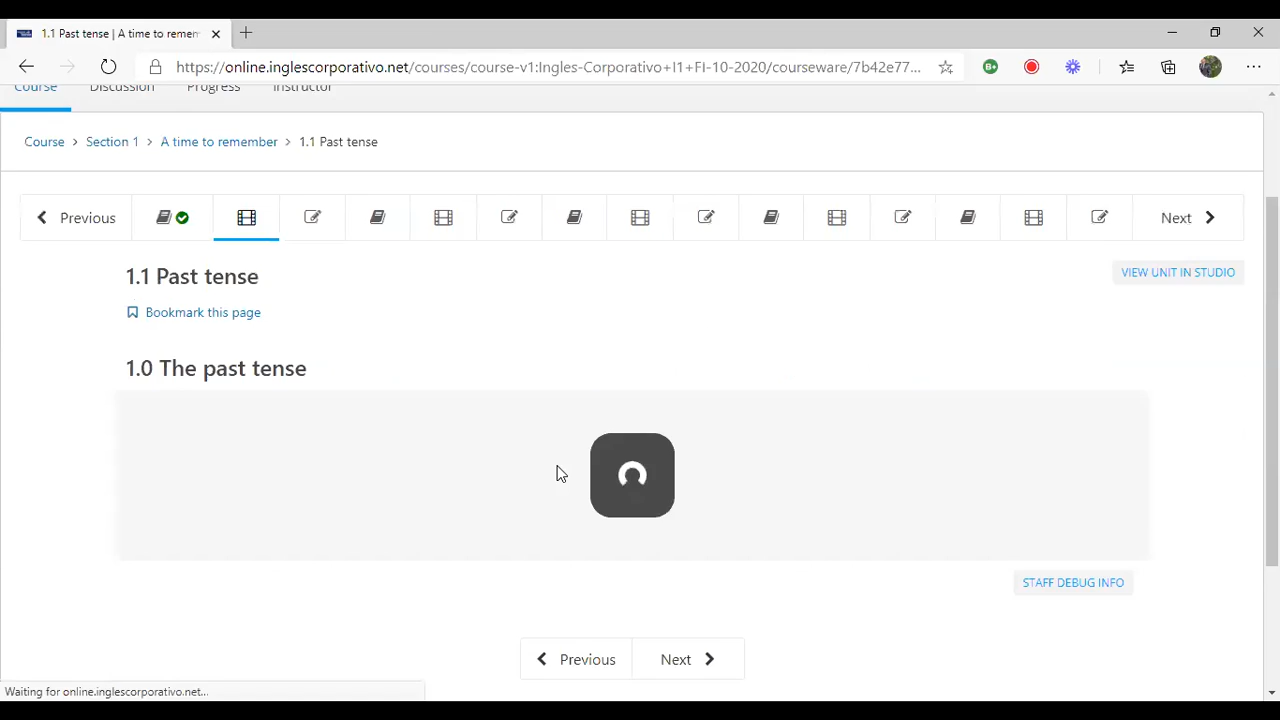 1.1 Past tense | A time to remem
https://online.inglescorporativo.net/courses/course-v1:Ingles-Corporativo+I1+FI-10-2020/courseware/7b42e77...
Course Discussion Progress Instructor
Course > Section 1 > A time to remember > 1.1 Past tense
Previous Next
1.1 Past tense
VIEW UNIT IN STUDIO
Bookmark this page
1.0 The past tense
STAFF DEBUG INFO
Previous Next
Waiting for online.inglescorporativo.net...